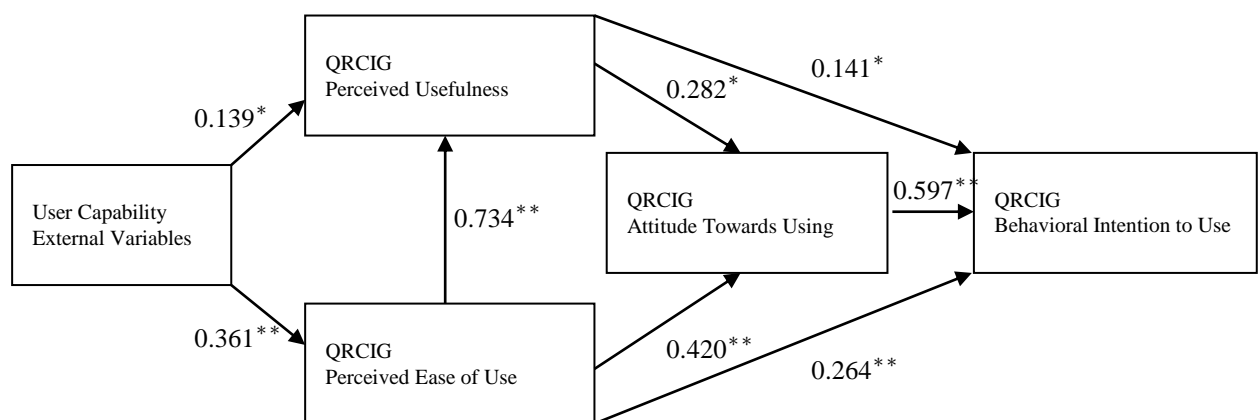 QRCIG
Perceived Usefulness
0.141*
0.282*
0.139*
User Capability
External Variables
0.734**
QRCIG
Attitude Towards Using
0.597**
QRCIG
Behavioral Intention to Use
0.361**
QRCIG
Perceived Ease of Use
0.420**
0.264**